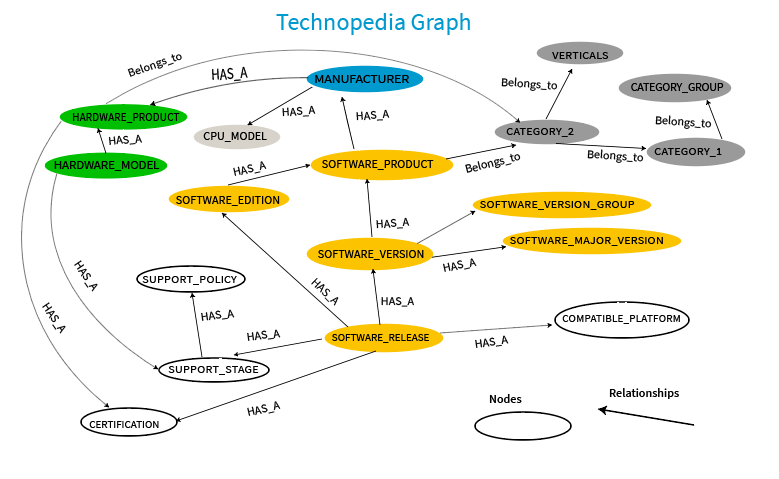 Technopedia Graph
Belongs_to
VERTICALS
HAS_A
MANUFACTURER
Belongs_to
CATEGORY_GROUP
HARDWARE_PRODUCT
HAS_A
HAS_A
Belongs_to
CPU_MODEL
CATEGORY_2
HAS_A
CATEGORY_1
Belongs_to
HARDWARE_MODEL
HAS_A
SOFTWARE_PRODUCT
Belongs_to
SOFTWARE_EDITION
SOFTWARE_VERSION_GROUP
HAS_A
SOFTWARE_MAJOR_VERSION
SOFTWARE_VERSION
HAS_A
HAS_A
SUPPORT_POLICY
HAS_A
HAS_A
HAS_A
HAS_A
COMPATIBLE_PLATFORM
HAS_A
SOFTWARE_RELEASE
HAS_A
SUPPORT_STAGE
Nodes
Relationships
HAS_A
CERTIFICATION